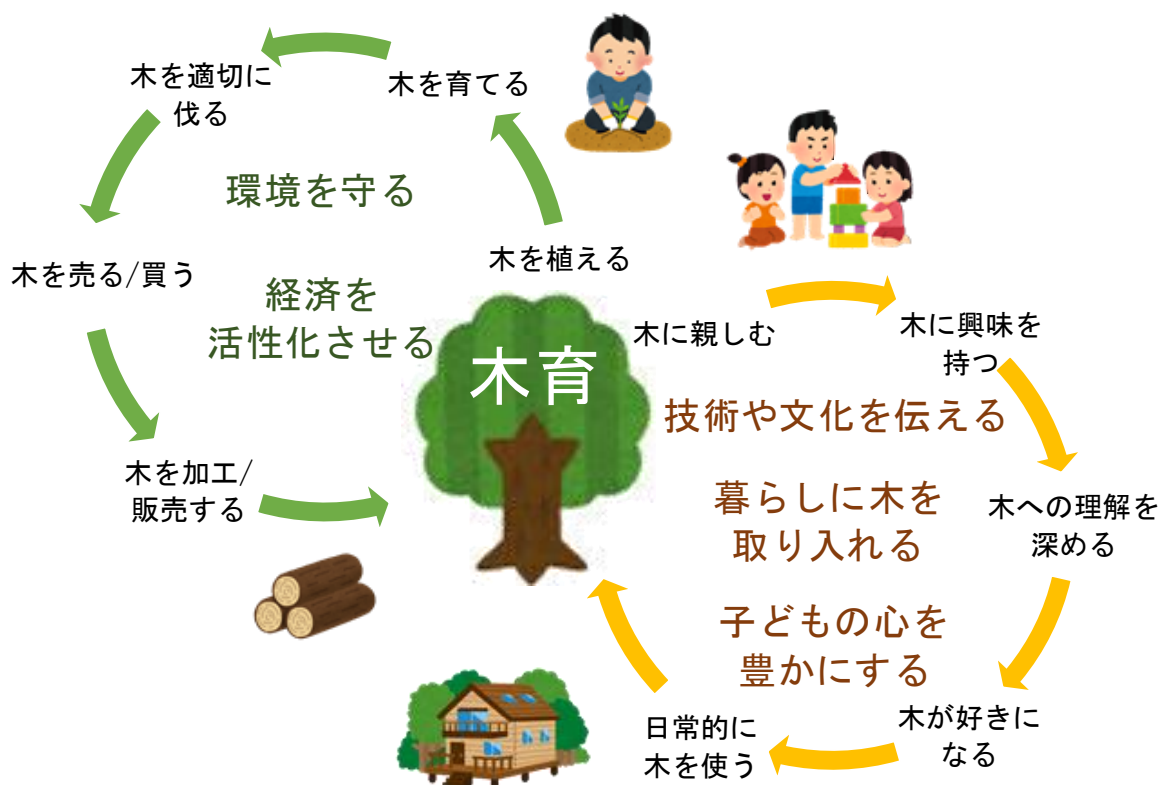 木を植える
木を育てる
木を適切に
伐る
木を売る/買う
木を加工/
販売する
環境を守る
経済を
活性化させる
木育
木に親しむ
木に興味を
持つ
木への理解を
深める
木が好きに
なる
日常的に
木を使う
技術や文化を伝える
暮らしに木を
取り入れる
子どもの心を
豊かにする